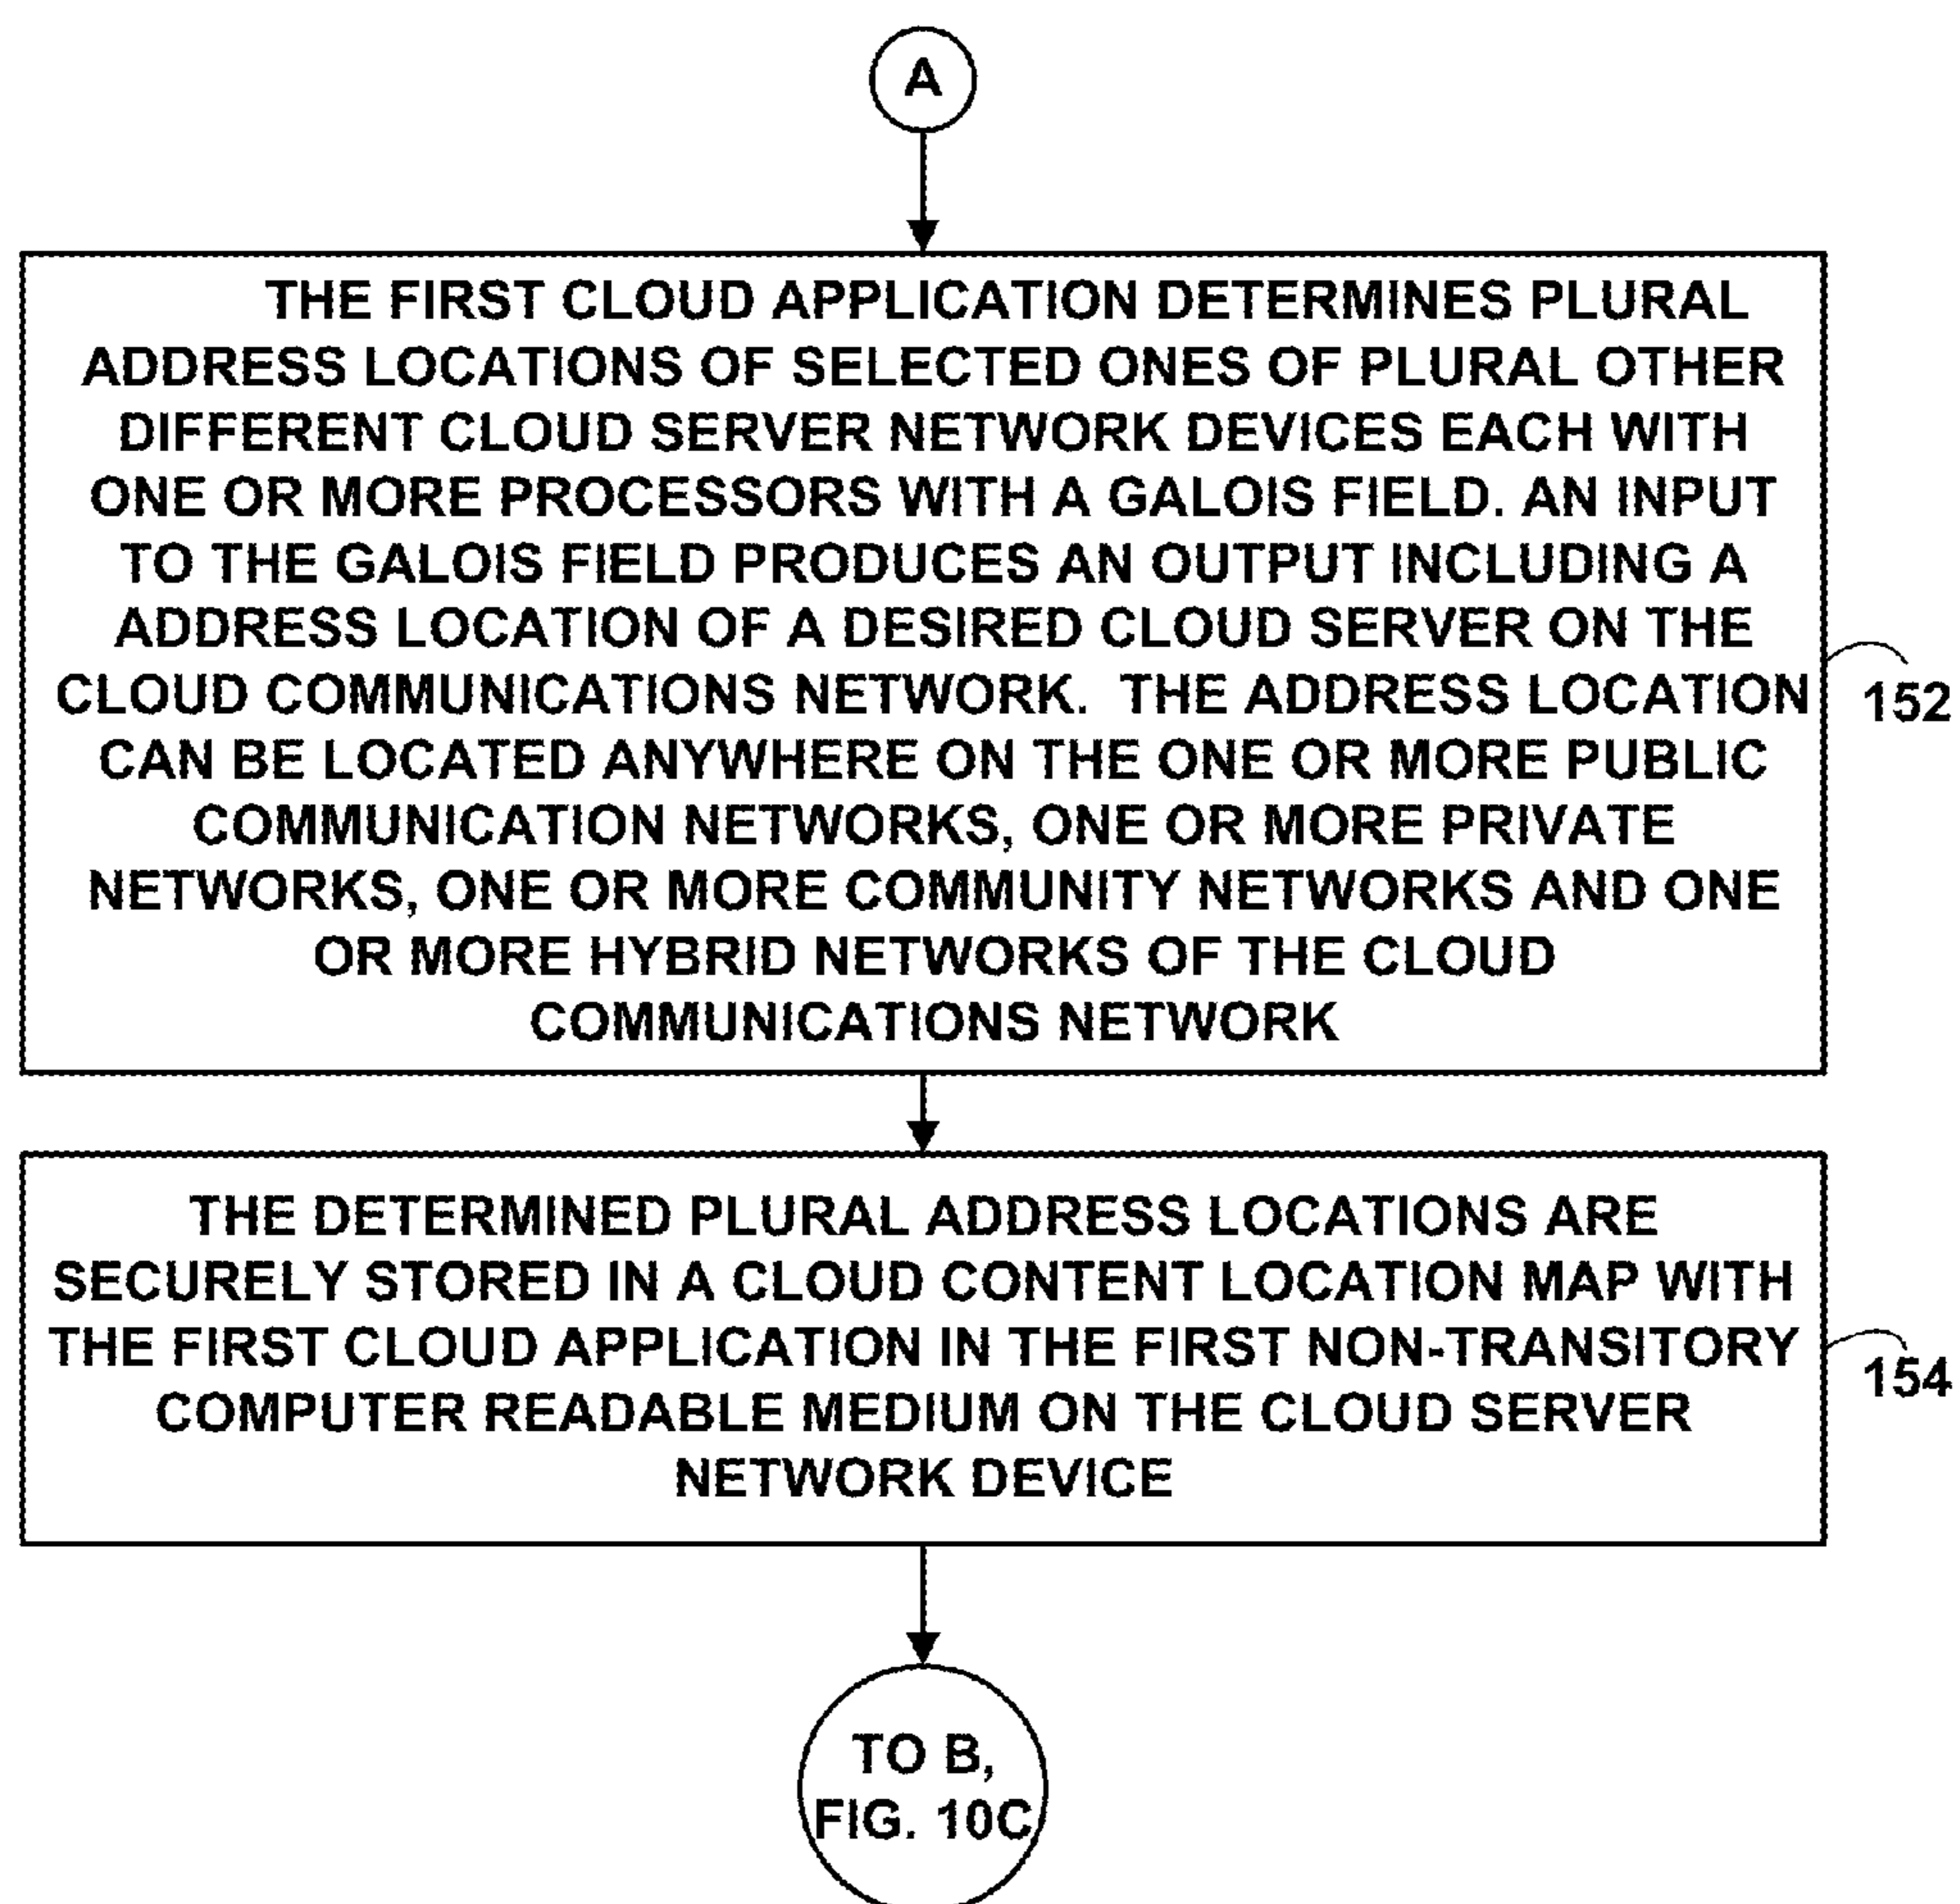 A
THE FIRST CLOUD APPLICATION DETERMINES PLURAL
ADDRESS LOCATIONS OF SELECTED ONES OF PLURAL OTHER
DIFFERENT CLOUD SERVER NETWORK DEVICES EACH WITH
ONE OR MORE PROCESSORS WITH A GALOIS FIELD. AN INPUT
TO THE GALOIS FIELD PRODUCES AN OUTPUT INCLUDING A
ADDRESS LOCATION OF A DESIRED CLOUD SERVER ON THE
CLOUD COMMUNICATIONS NETWORK. THE ADDRESS LOCATION
CAN BE LOCATED ANYWHERE ON THE ONE OR MORE PUBLIC
COMMUNICATION NETWORKS, ONE OR MORE PRIVATE
NETWORKS, ONE OR MORE COMMUNITY NETWORKS AND ONE
OR MORE HYBRID NETWORKS OF THE CLOUD
COMMUNICATIONS NETWORK
152
THE DETERMINED PLURAL ADDRESS LOCATIONS ARE
SECURELY STORED IN A CLOUD CONTENT LOCATION MAP WITH
THE FIRST CLOUD APPLICATION IN THE FIRST NON-TRANSITORY
COMPUTER READABLE MEDIUM ON THE CLOUD SERVER
NETWORK DEVICE
154
TO B,
FIG. 10C